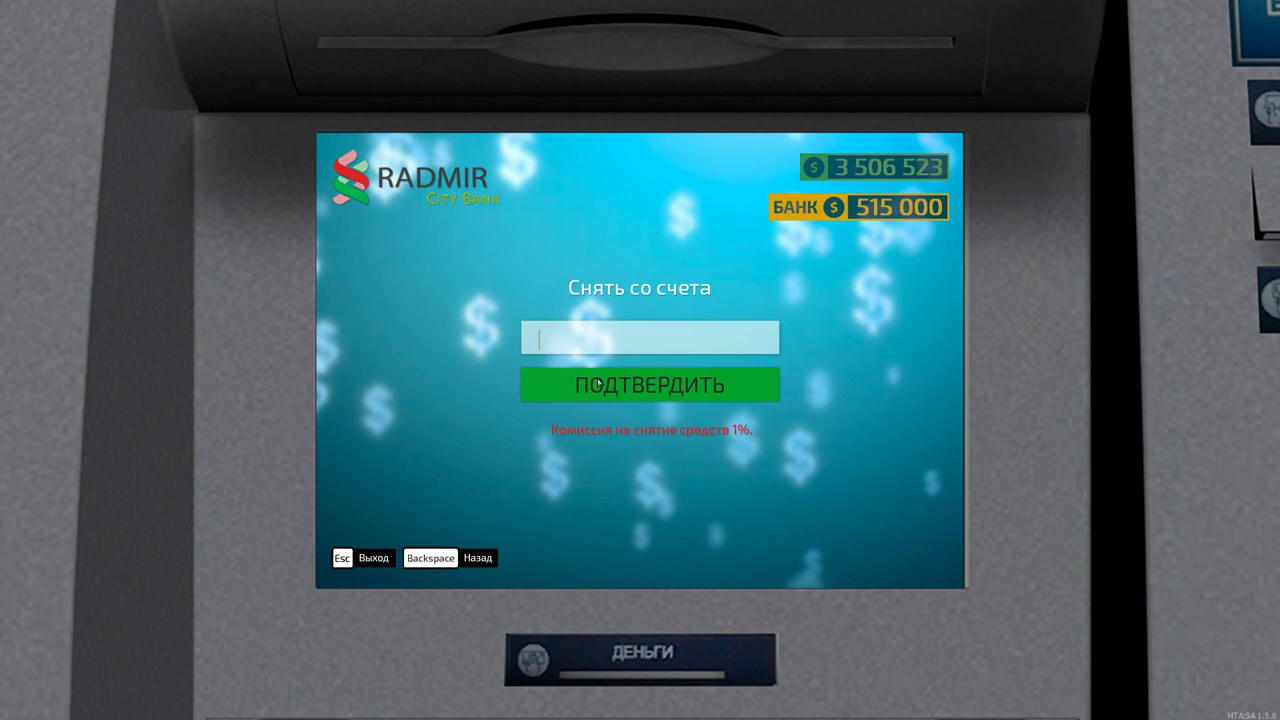 RADMIR
CITY BANK
$ 3 506 523
БАНК $ 515 000
Снять со счета
ПОДТВЕРДИТЬ
Комиссия на снятие средств 1%.
Esc Выход Backspace Назад
ДЕНЬГИ
MTA:SA 1.5.8